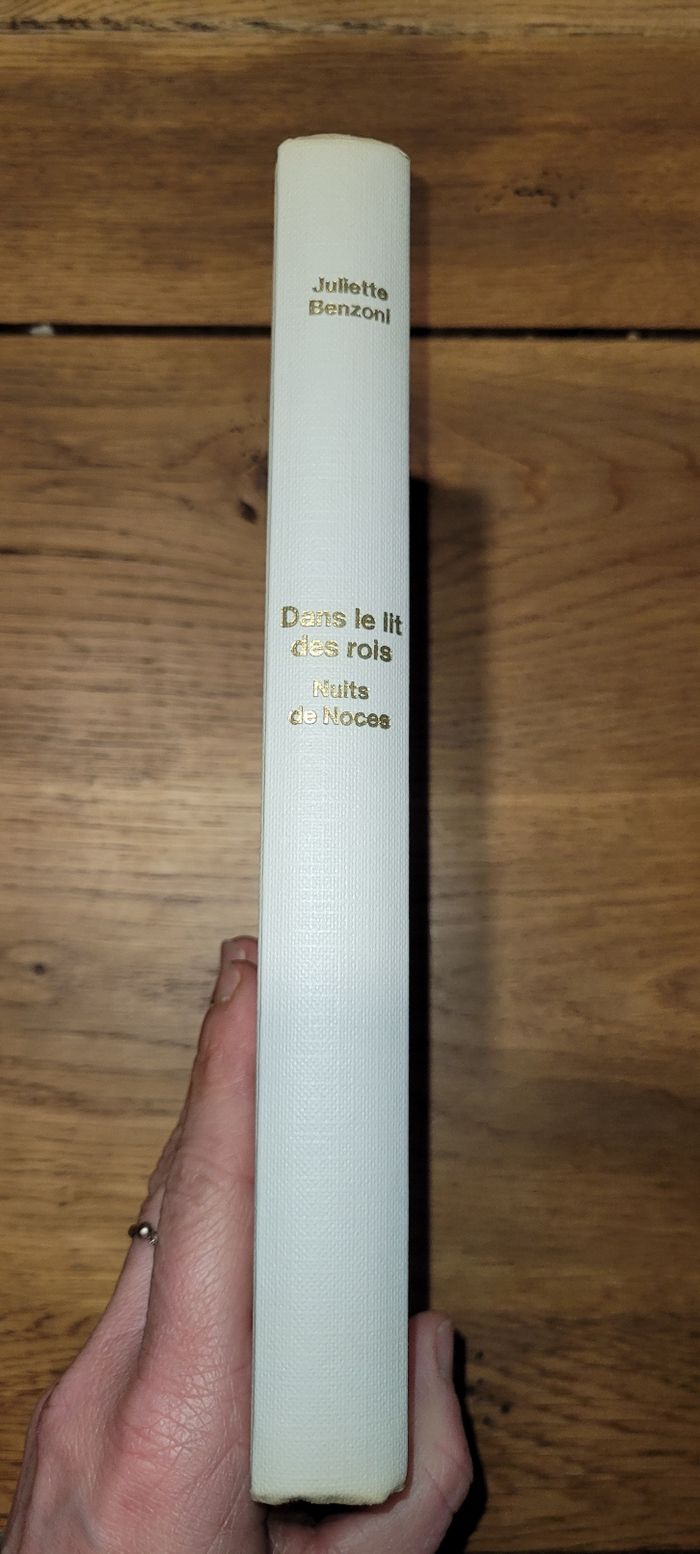 Juliette
Benzoni
Dans le lit
des rois
Nuits
de Noces